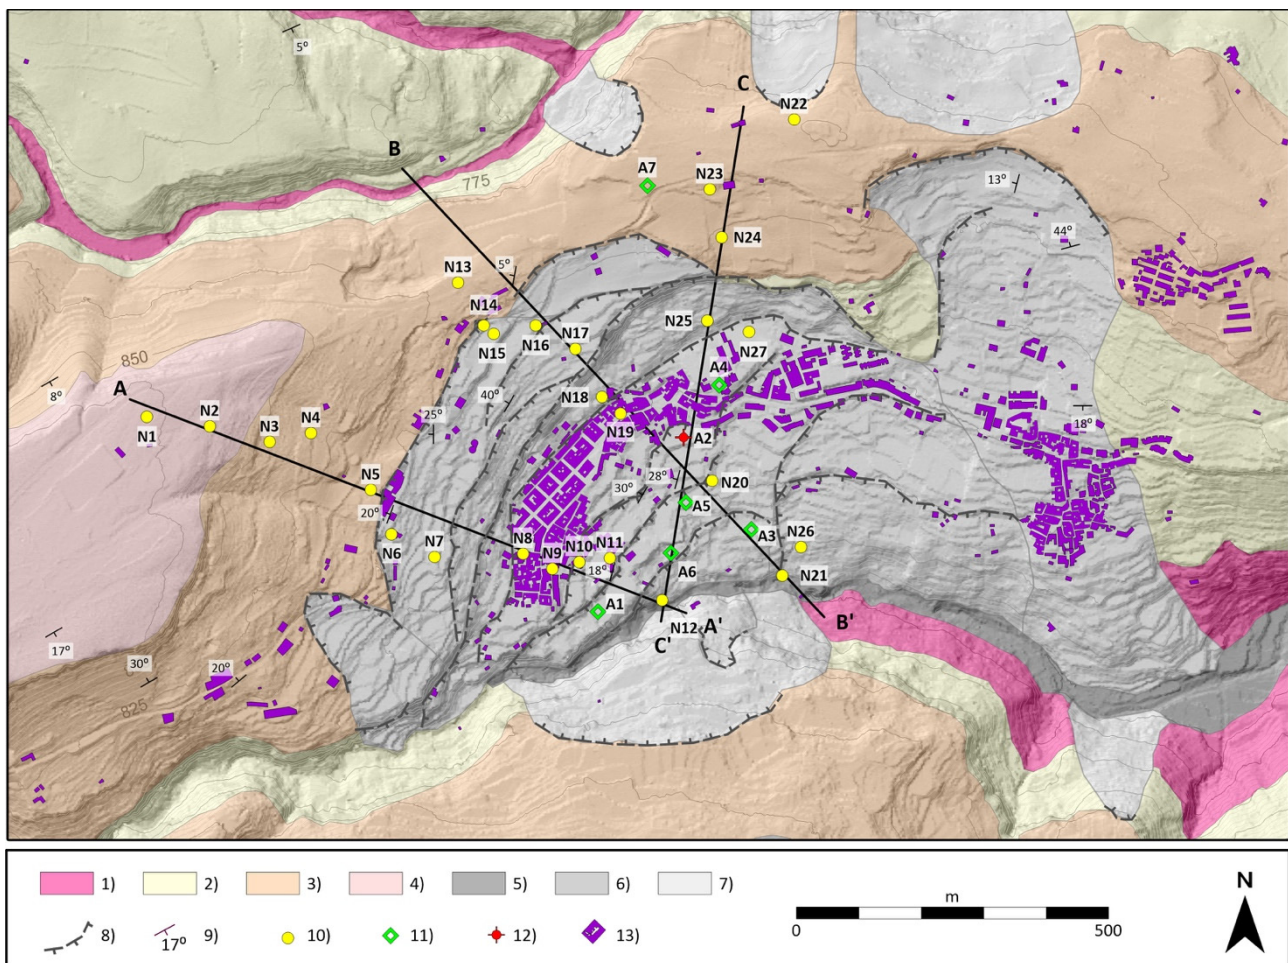 5°
C
N22
B
A7
N23
775
13°
44°
N24
N13
5°
N14
N25
N15
N16
N17
N27
850
A4
8°
A
40°
N18
N1
N2
N3
N4
25°
N19
A2
18°
N5
28°
N20
30°
20°
A5
N6
N7
A3
N26
N8
N9
N10
N11
18°
A6
N21
A1
N12
A'
B'
C'
17°
30°
20°
825
1)
2)
3)
4)
5)
6)
7)
8)
17°
9)
10)
11)
12)
13)
m
0
500
N